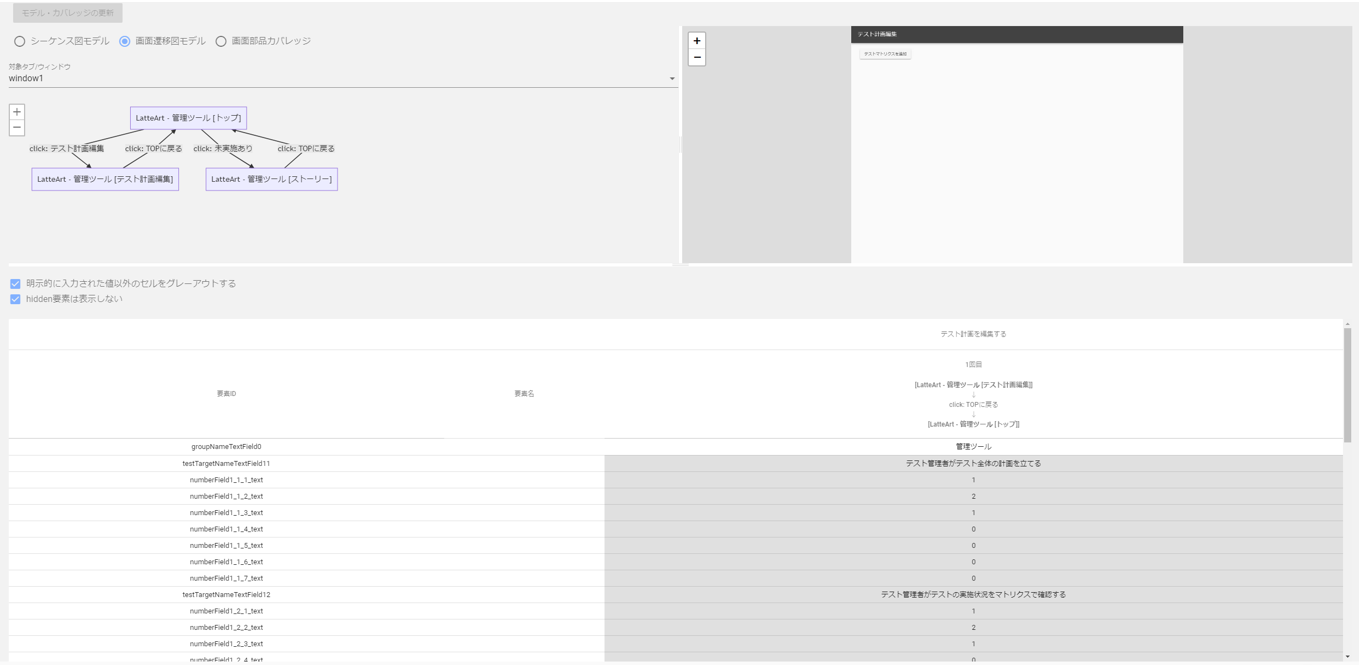 モデル・カバレッジの更新
シーケンス図モデル 画面遷移図モデル 画面部品カバレッジ
対象タブ/ウィンドウ
window1
+
−
LatteArt - 管理ツール [トップ]
click: テスト計画編集 click: TOPに戻る click: 未実施あり click: TOPに戻る
LatteArt - 管理ツール [テスト計画編集] LatteArt - 管理ツール [ストーリー]
+
−
テスト計画編集
テストマトリクスを追加
明示的に入力された値以外のセルをグレーアウトする
hidden要素は表示しない
テスト計画を編集する
要素ID 要素名
1回目
[LatteArt - 管理ツール [テスト計画編集]]
↓
click: TOPに戻る
↓
[LatteArt - 管理ツール [トップ]]
groupNameTextField0 管理ツール
testTargetNameTextField11 テスト管理者がテスト全体の計画を立てる
numberField1_1_1_text 1
numberField1_1_2_text 2
numberField1_1_3_text 1
numberField1_1_4_text 0
numberField1_1_5_text 0
numberField1_1_6_text 0
numberField1_1_7_text 0
testTargetNameTextField12 テスト管理者がテストの実施状況をマトリクスで確認する
numberField1_2_1_text 1
numberField1_2_2_text 2
numberField1_2_3_text 1
numberField1_2_4_text 0